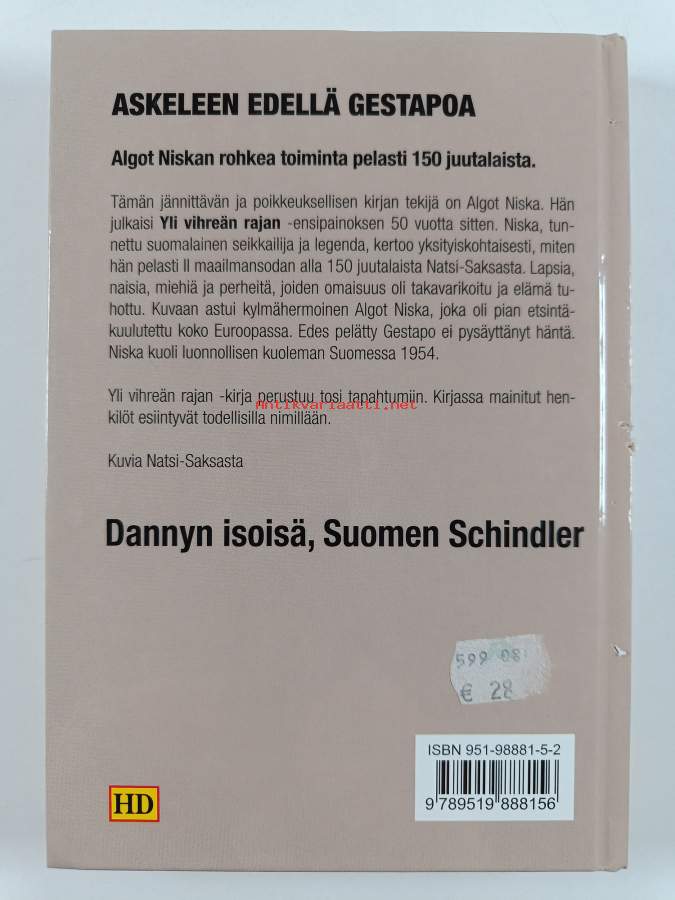 ASKELEEN EDELLÄ GESTAPOA
Algot Niskan rohkea toiminta pelasti 150 juutalaista.
Tämän jännittävän ja poikkeuksellisen kirjan tekijä on Algot Niska. Hän
julkaisi Yli vihreän rajan -ensipainoksen 50 vuotta sitten. Niska, tun-
nettu suomalainen seikkailija ja legenda, kertoo yksityiskohtaisesti, miten
hän pelasti II maailmansodan alla 150 juutalaista Natsi-Saksasta. Lapsia,
naisia, miehiä ja perheitä, joiden omaisuus oli takavarikoitu ja elämä tu-
hottu. Kuvaan astui kylmähermoinen Algot Niska, joka oli pian etsintä-
kuulutettu koko Euroopassa. Edes pelätty Gestapo ei pysäyttänyt häntä.
Niska kuoli luonnollisen kuoleman Suomessa 1954.
Yli vihreän rajan -kirja perustuu tosi tapahtumiin. Kirjassa mainitut hen-
Antikvariaatti.net
kilöt esiintyvät todellisilla nimillään.
Kuvia Natsi-Saksasta
Dannyn isoisä, Suomen Schindler
599 08
€ 28
ISBN 951-98881-5-2
9 789519 888156
HD